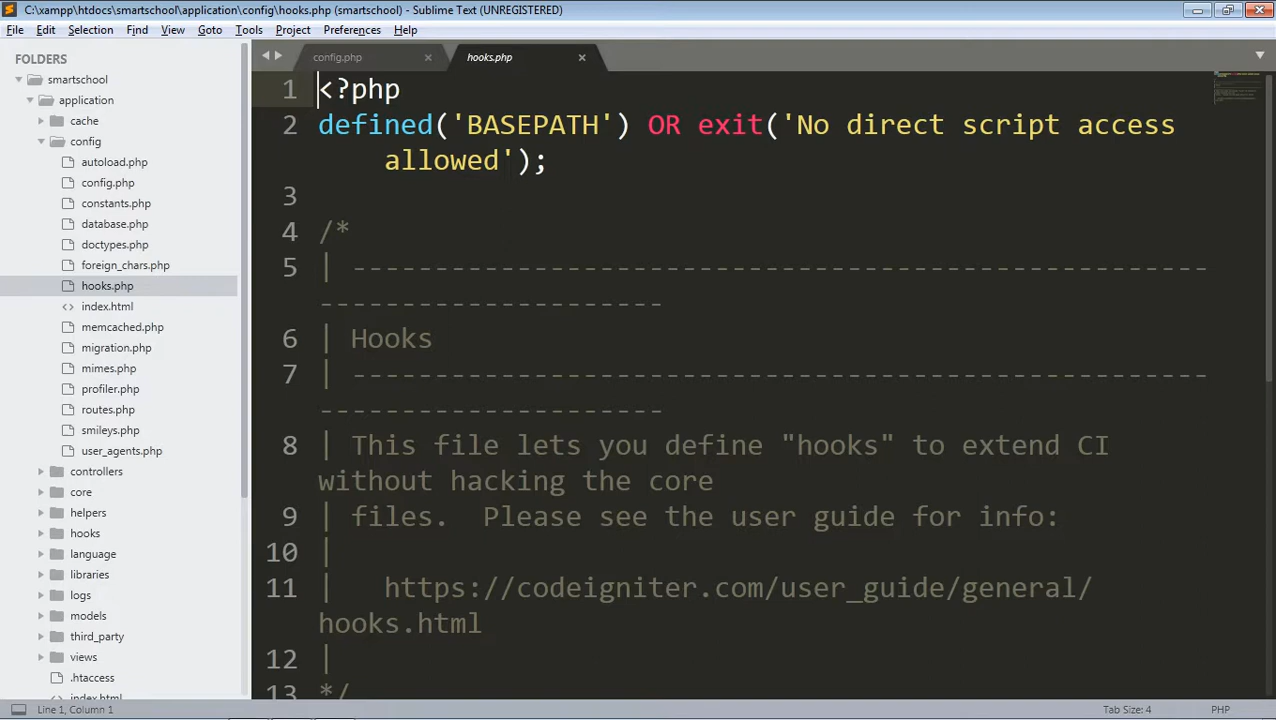 C:\xampp\htdocs\smartschool\application\config\hooks.php (smartschool) - Sublime Text (UNREGISTERED)
File Edit Selection Find View Goto Tools Project Preferences Help
FOLDERS
smartschool
application
cache
config
autoload.php
config.php
constants.php
database.php
doctypes.php
foreign_chars.php
hooks.php
index.html
memcached.php
migration.php
mimes.php
profiler.php
routes.php
smileys.php
user_agents.php
controllers
core
helpers
hooks
language
libraries
logs
models
third_party
views
.htaccess
index.html
config.php hooks.php
1 <?php
2 defined('BASEPATH') OR exit('No direct script access
allowed');
3
4 /*
5 | ----------------------------------------------------
---------------------
6 | Hooks
7 | ----------------------------------------------------
---------------------
8 | This file lets you define "hooks" to extend CI
without hacking the core
9 | files.  Please see the user guide for info:
10 |
11 |   https://codeigniter.com/user_guide/general/
hooks.html
12 |
13 */
Line 1, Column 1 Tab Size: 4 PHP